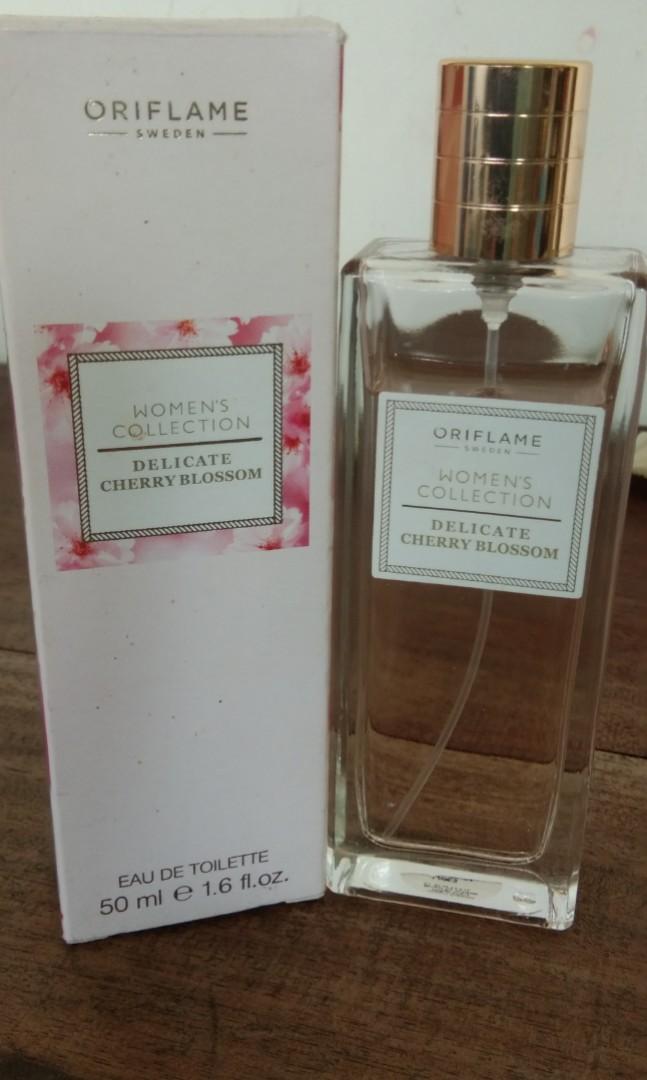 ORIFLAME
SWEDEN
WOMEN'S
COLLECTION
DELICATE
CHERRY BLOSSOM
EAU DE TOILETTE
50 ml e 1.6 fl.oz.
ORIFLAME
SWEDEN
WOMEN'S
COLLECTION
DELICATE
CHERRY BLOSSOM